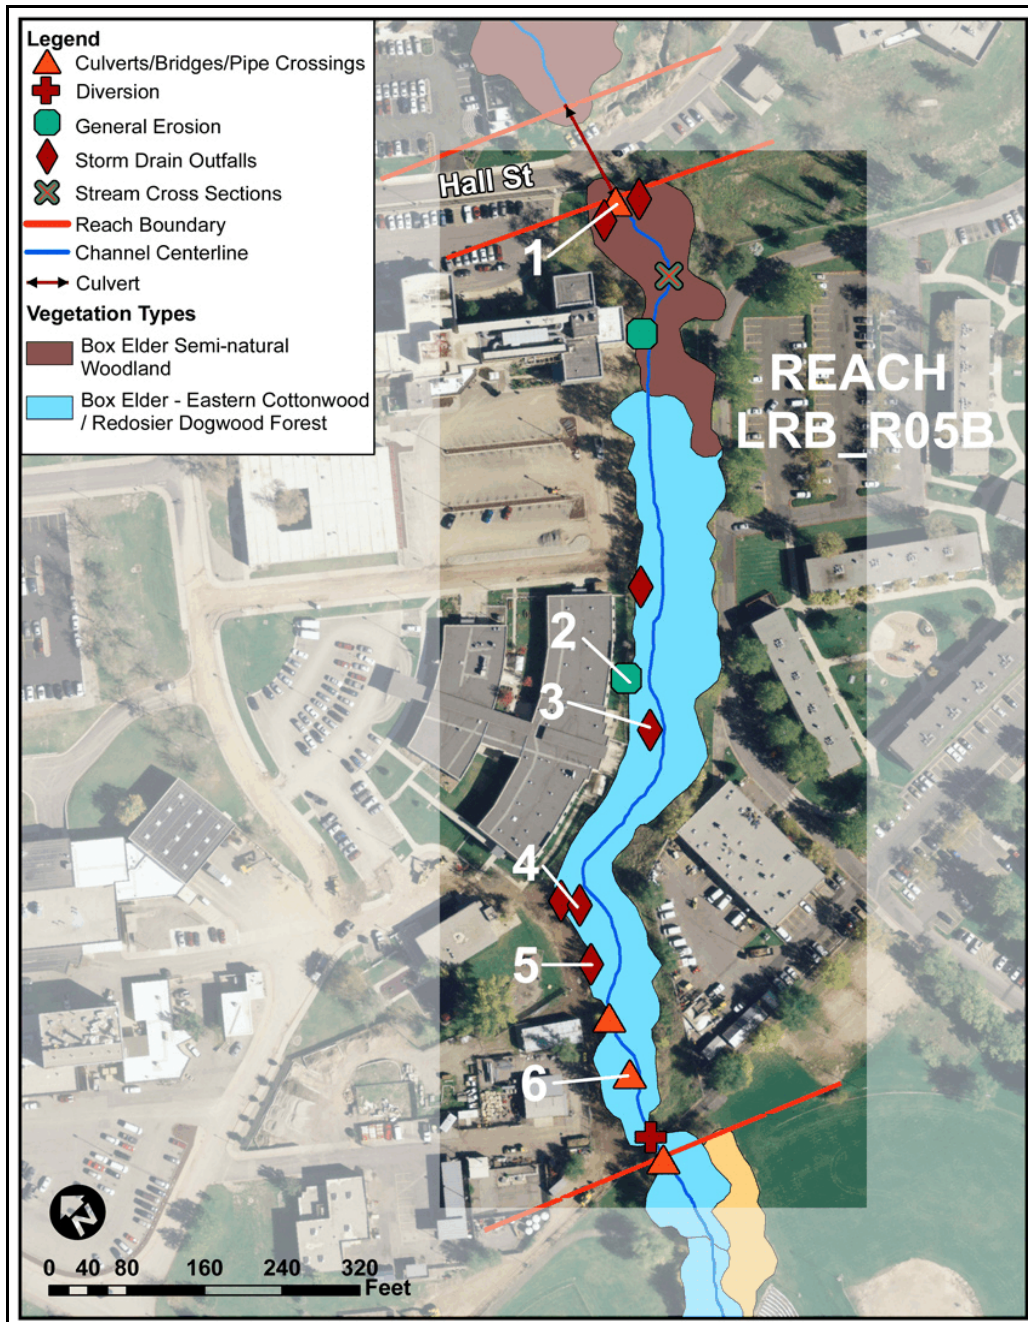 Legend
Culverts/Bridges/Pipe Crossings
Diversion
General Erosion
Storm Drain Outfalls
Stream Cross Sections
Reach Boundary
Channel Centerline
Culvert
Vegetation Types
Box Elder Semi-natural
Woodland
Box Elder - Eastern Cottonwood
/ Redosier Dogwood Forest
Hall St
1
REACH
LRB_R05B
2
3
4
5
6
N
0 40 80 160 240 320
Feet